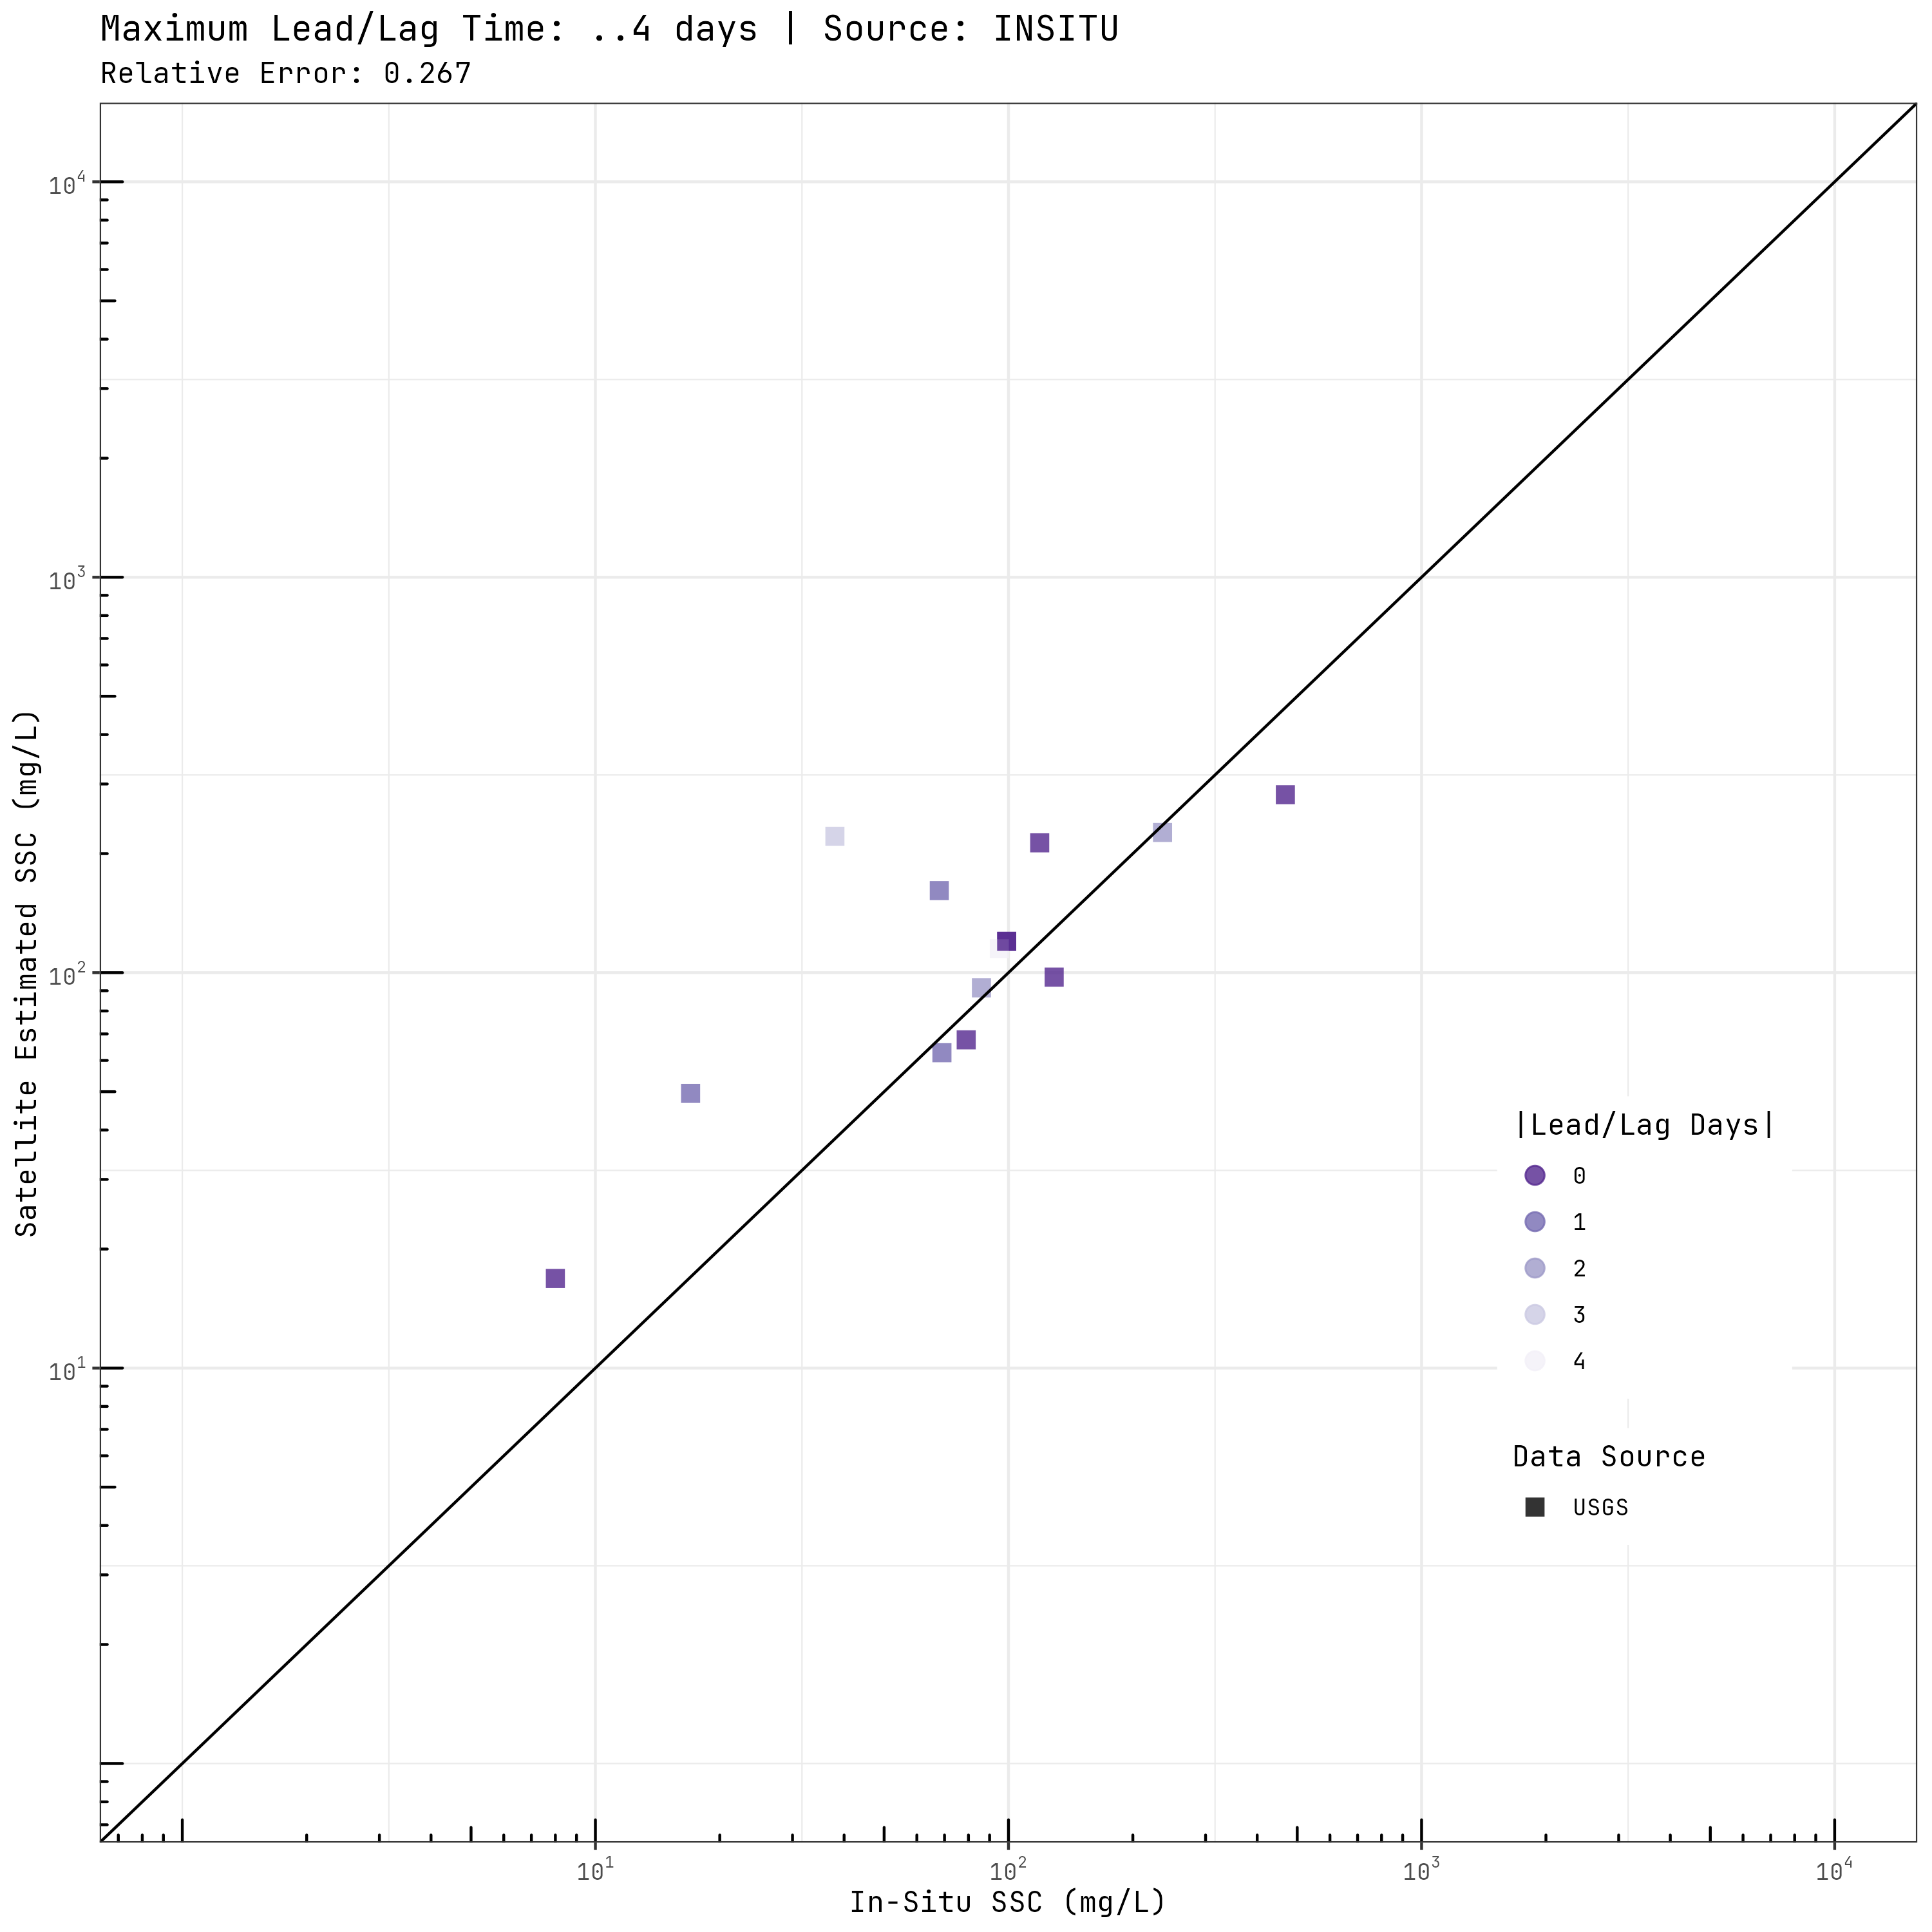 Maximum Lead/Lag Time: ..4 days | Source: INSITU
Relative Error: 0.267
10⁴
10³
10²
10¹
Satellite Estimated SSC (mg/L)
|Lead/Lag Days|
0
1
2
3
4
Data Source
USGS
10¹ 10² 10³ 10⁴
In-Situ SSC (mg/L)